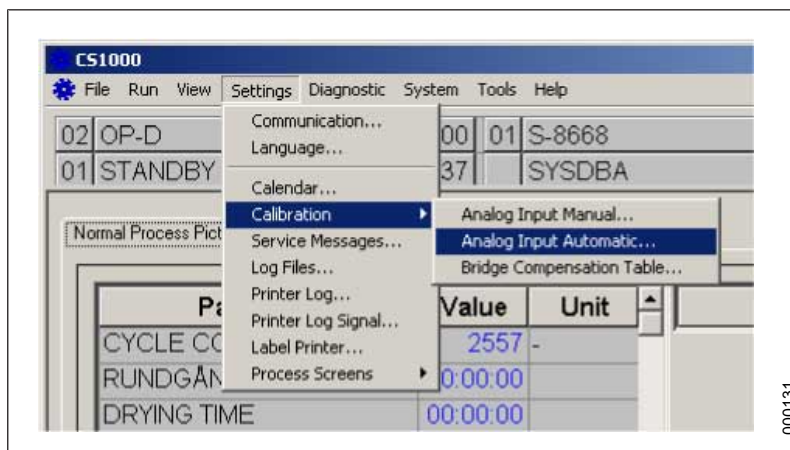 CS1000
File Run View Settings Diagnostic System Tools Help
02 OP-D 00 01 S-8668
01 STANDBY 37 SYSDBA
Communication...
Language...
Calendar...
Calibration
Service Messages...
Log Files...
Printer Log...
Printer Log Signal...
Label Printer...
Process Screens
Analog Input Manual...
Analog Input Automatic...
Bridge Compensation Table...
Normal Process Pict
Pa Value Unit
CYCLE CO 2557 -
RUNDGÅN 00:00:00
DRYING TIME 00:00:00
000131